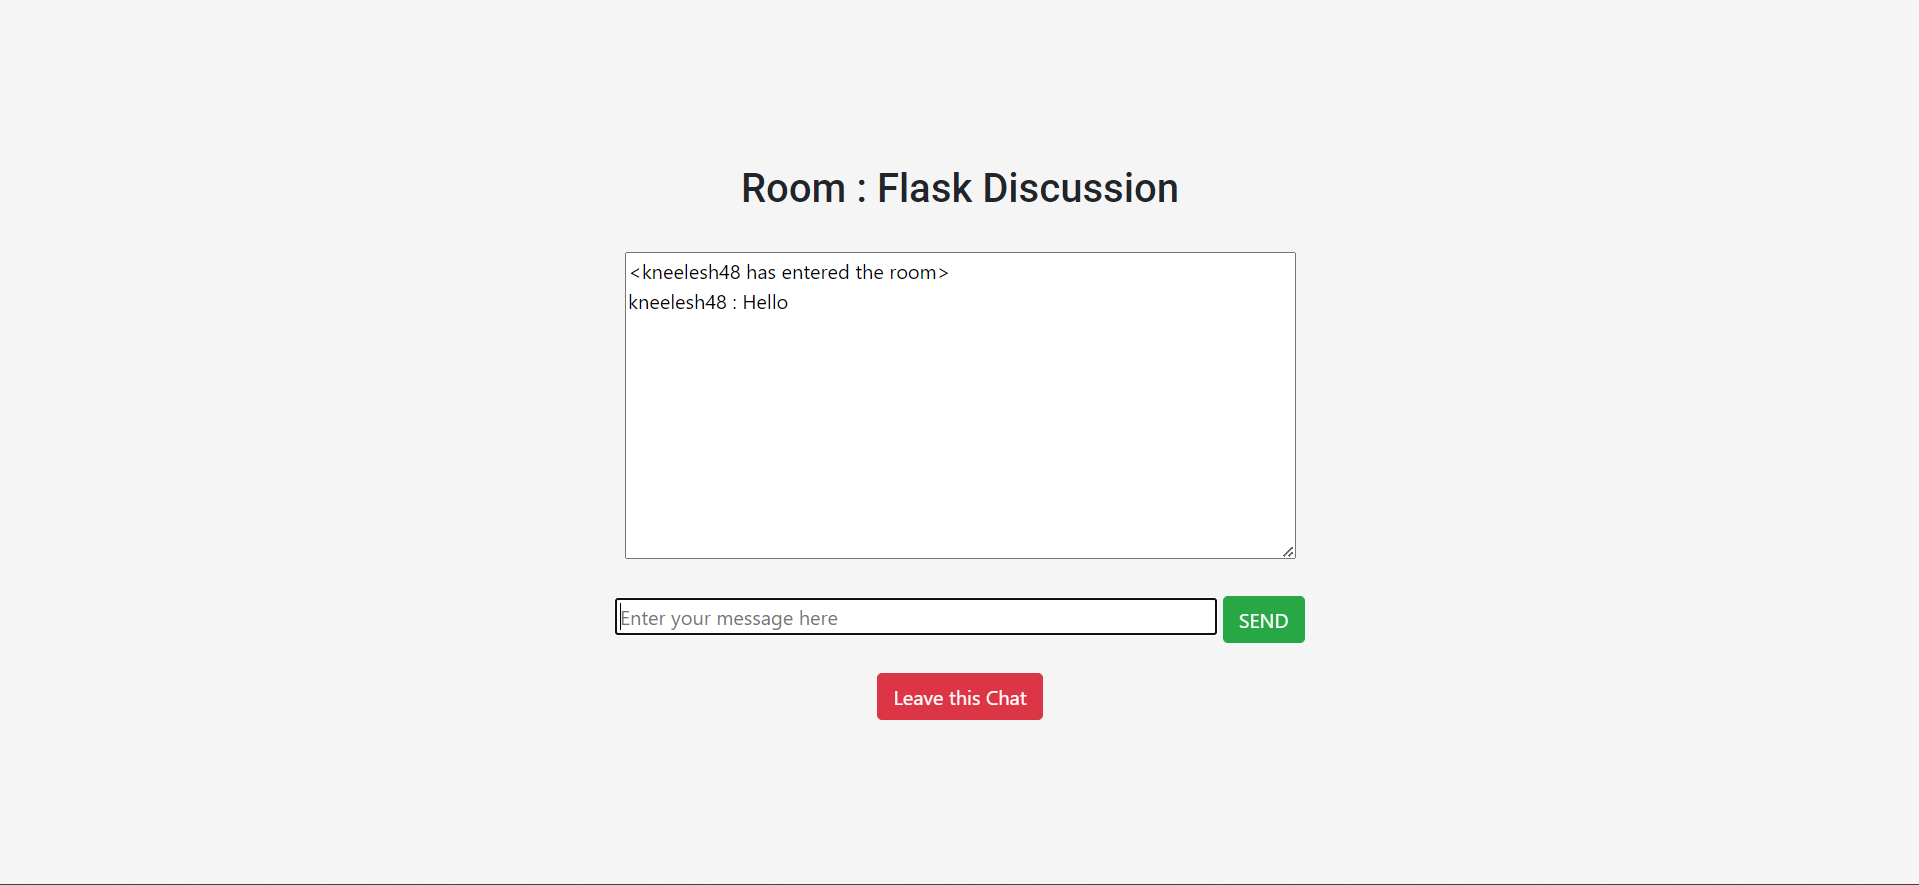 Room : Flask Discussion
<kneelesh48 has entered the room>
kneelesh48 : Hello
Enter your message here
SEND
Leave this Chat